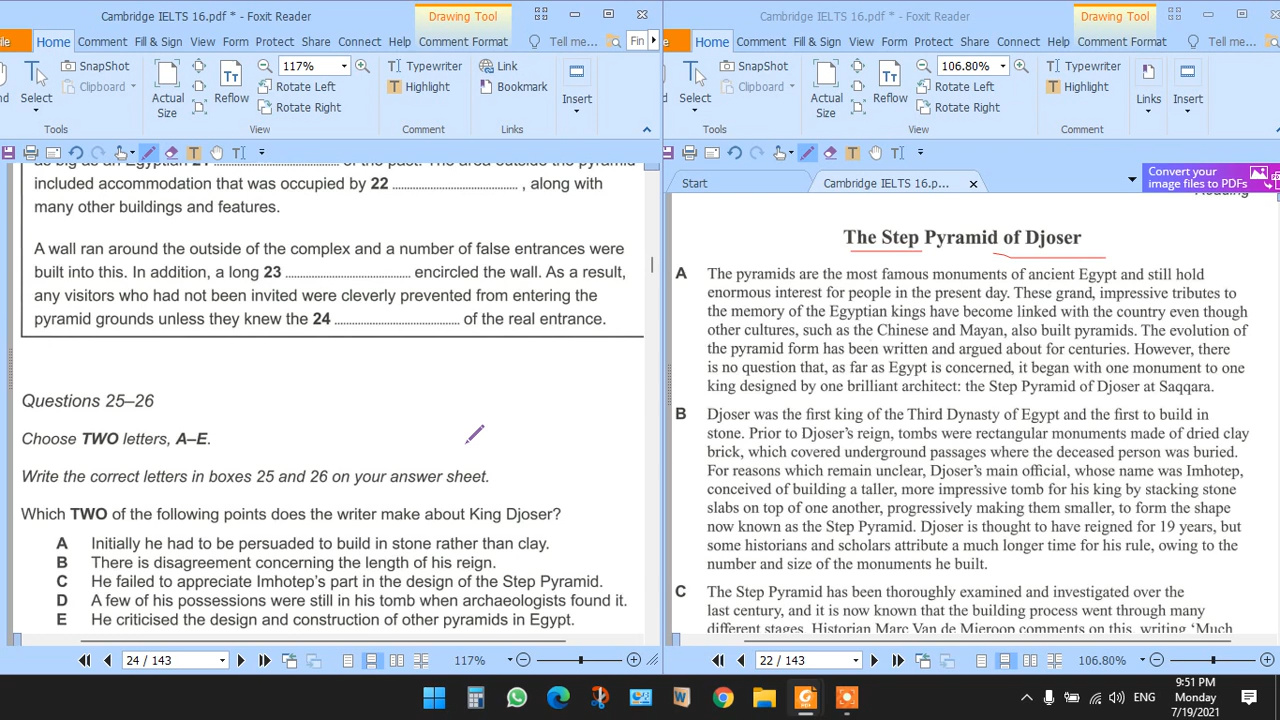 Cambridge IELTS 16.pdf * - Foxit Reader
Drawing Tool
Home Comment Fill & Sign View Form Protect Share Connect Help Comment Format Tell me... Fin
SnapShot
Clipboard
Select
Tools
Actual Size
Reflow
117%
Rotate Left
Rotate Right
View
Typewriter
Highlight
Comment
Link
Bookmark
Links
Insert
included accommodation that was occupied by 22 ........................................ , along with
many other buildings and features.
A wall ran around the outside of the complex and a number of false entrances were
built into this. In addition, a long 23 ........................................ encircled the wall. As a result,
any visitors who had not been invited were cleverly prevented from entering the
pyramid grounds unless they knew the 24 ........................................ of the real entrance.
Questions 25–26
Choose TWO letters, A–E.
Write the correct letters in boxes 25 and 26 on your answer sheet.
Which TWO of the following points does the writer make about King Djoser?
A Initially he had to be persuaded to build in stone rather than clay.
B There is disagreement concerning the length of his reign.
C He failed to appreciate Imhotep's part in the design of the Step Pyramid.
D A few of his possessions were still in his tomb when archaeologists found it.
E He criticised the design and construction of other pyramids in Egypt.
24 / 143
117%
Cambridge IELTS 16.pdf * - Foxit Reader
Drawing Tool
Home Comment Fill & Sign View Form Protect Share Connect Help Comment Format Tell me...
SnapShot
Clipboard
Select
Tools
Actual Size
Reflow
106.80%
Rotate Left
Rotate Right
View
Typewriter
Highlight
Comment
Links
Insert
Start
Cambridge IELTS 16.p...
Convert your
image files to PDFs
The Step Pyramid of Djoser
A The pyramids are the most famous monuments of ancient Egypt and still hold
enormous interest for people in the present day. These grand, impressive tributes to
the memory of the Egyptian kings have become linked with the country even though
other cultures, such as the Chinese and Mayan, also built pyramids. The evolution of
the pyramid form has been written and argued about for centuries. However, there
is no question that, as far as Egypt is concerned, it began with one monument to one
king designed by one brilliant architect: the Step Pyramid of Djoser at Saqqara.
B Djoser was the first king of the Third Dynasty of Egypt and the first to build in
stone. Prior to Djoser's reign, tombs were rectangular monuments made of dried clay
brick, which covered underground passages where the deceased person was buried.
For reasons which remain unclear, Djoser's main official, whose name was Imhotep,
conceived of building a taller, more impressive tomb for his king by stacking stone
slabs on top of one another, progressively making them smaller, to form the shape
now known as the Step Pyramid. Djoser is thought to have reigned for 19 years, but
some historians and scholars attribute a much longer time for his rule, owing to the
number and size of the monuments he built.
C The Step Pyramid has been thoroughly examined and investigated over the
last century, and it is now known that the building process went through many
different stages. Historian Marc Van de Mieroop comments on this, writing 'Much
22 / 143
106.80%
ENG
9:51 PM
Monday
7/19/2021